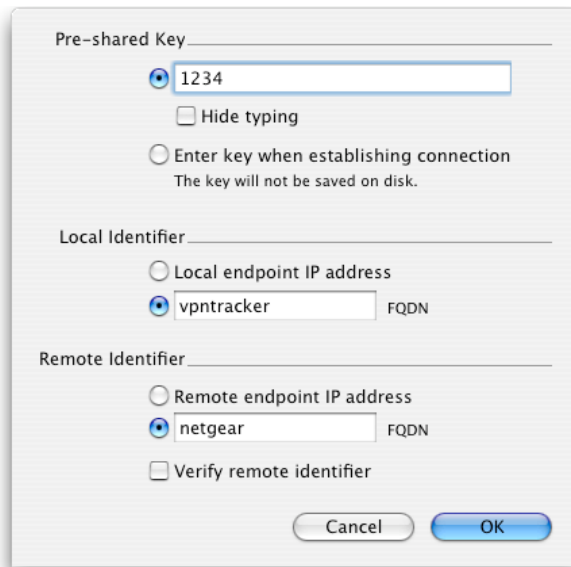 Pre-shared Key
1234
Hide typing
Enter key when establishing connection
The key will not be saved on disk.
Local Identifier
Local endpoint IP address
vpntracker FQDN
Remote Identifier
Remote endpoint IP address
netgear FQDN
Verify remote identifier
Cancel OK